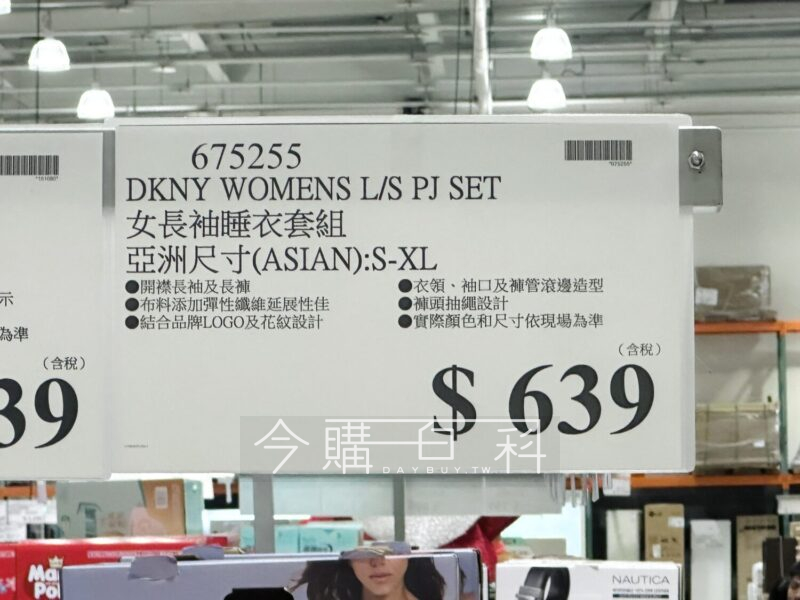 675255
*675255*
DKNY WOMENS L/S PJ SET
女長袖睡衣套組
亞洲尺寸(ASIAN):S-XL
●開襟長袖及長褲
●布料添加彈性纖維延展性佳
●結合品牌LOGO及花紋設計
●衣領、袖口及褲管滾邊造型
●褲頭抽繩設計
●實際顏色和尺寸依現場為準
（含稅）
$ 639
示
為準
（含稅）
39
今購百科
DAYBUY.TW
NAUTICA